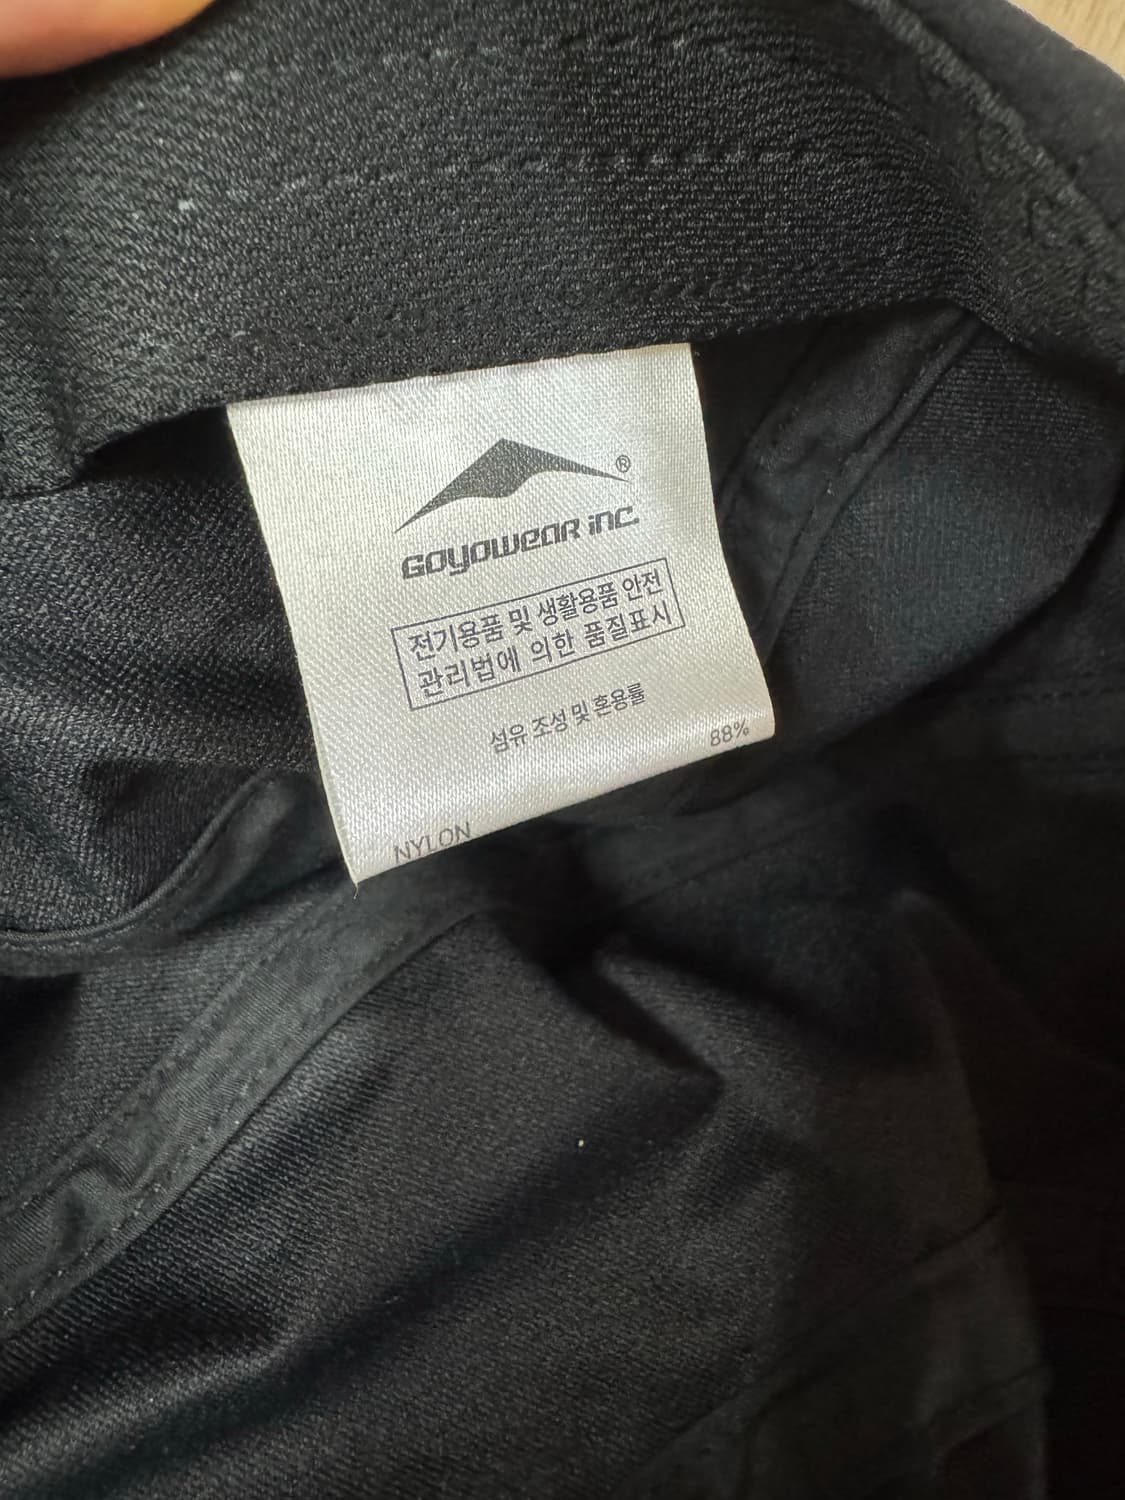 ®
GOYOWEAR INC.
전기용품 및 생활용품 안전
관리법에 의한 품질표시
섬유 조성 및 혼용률
NYLON 88%